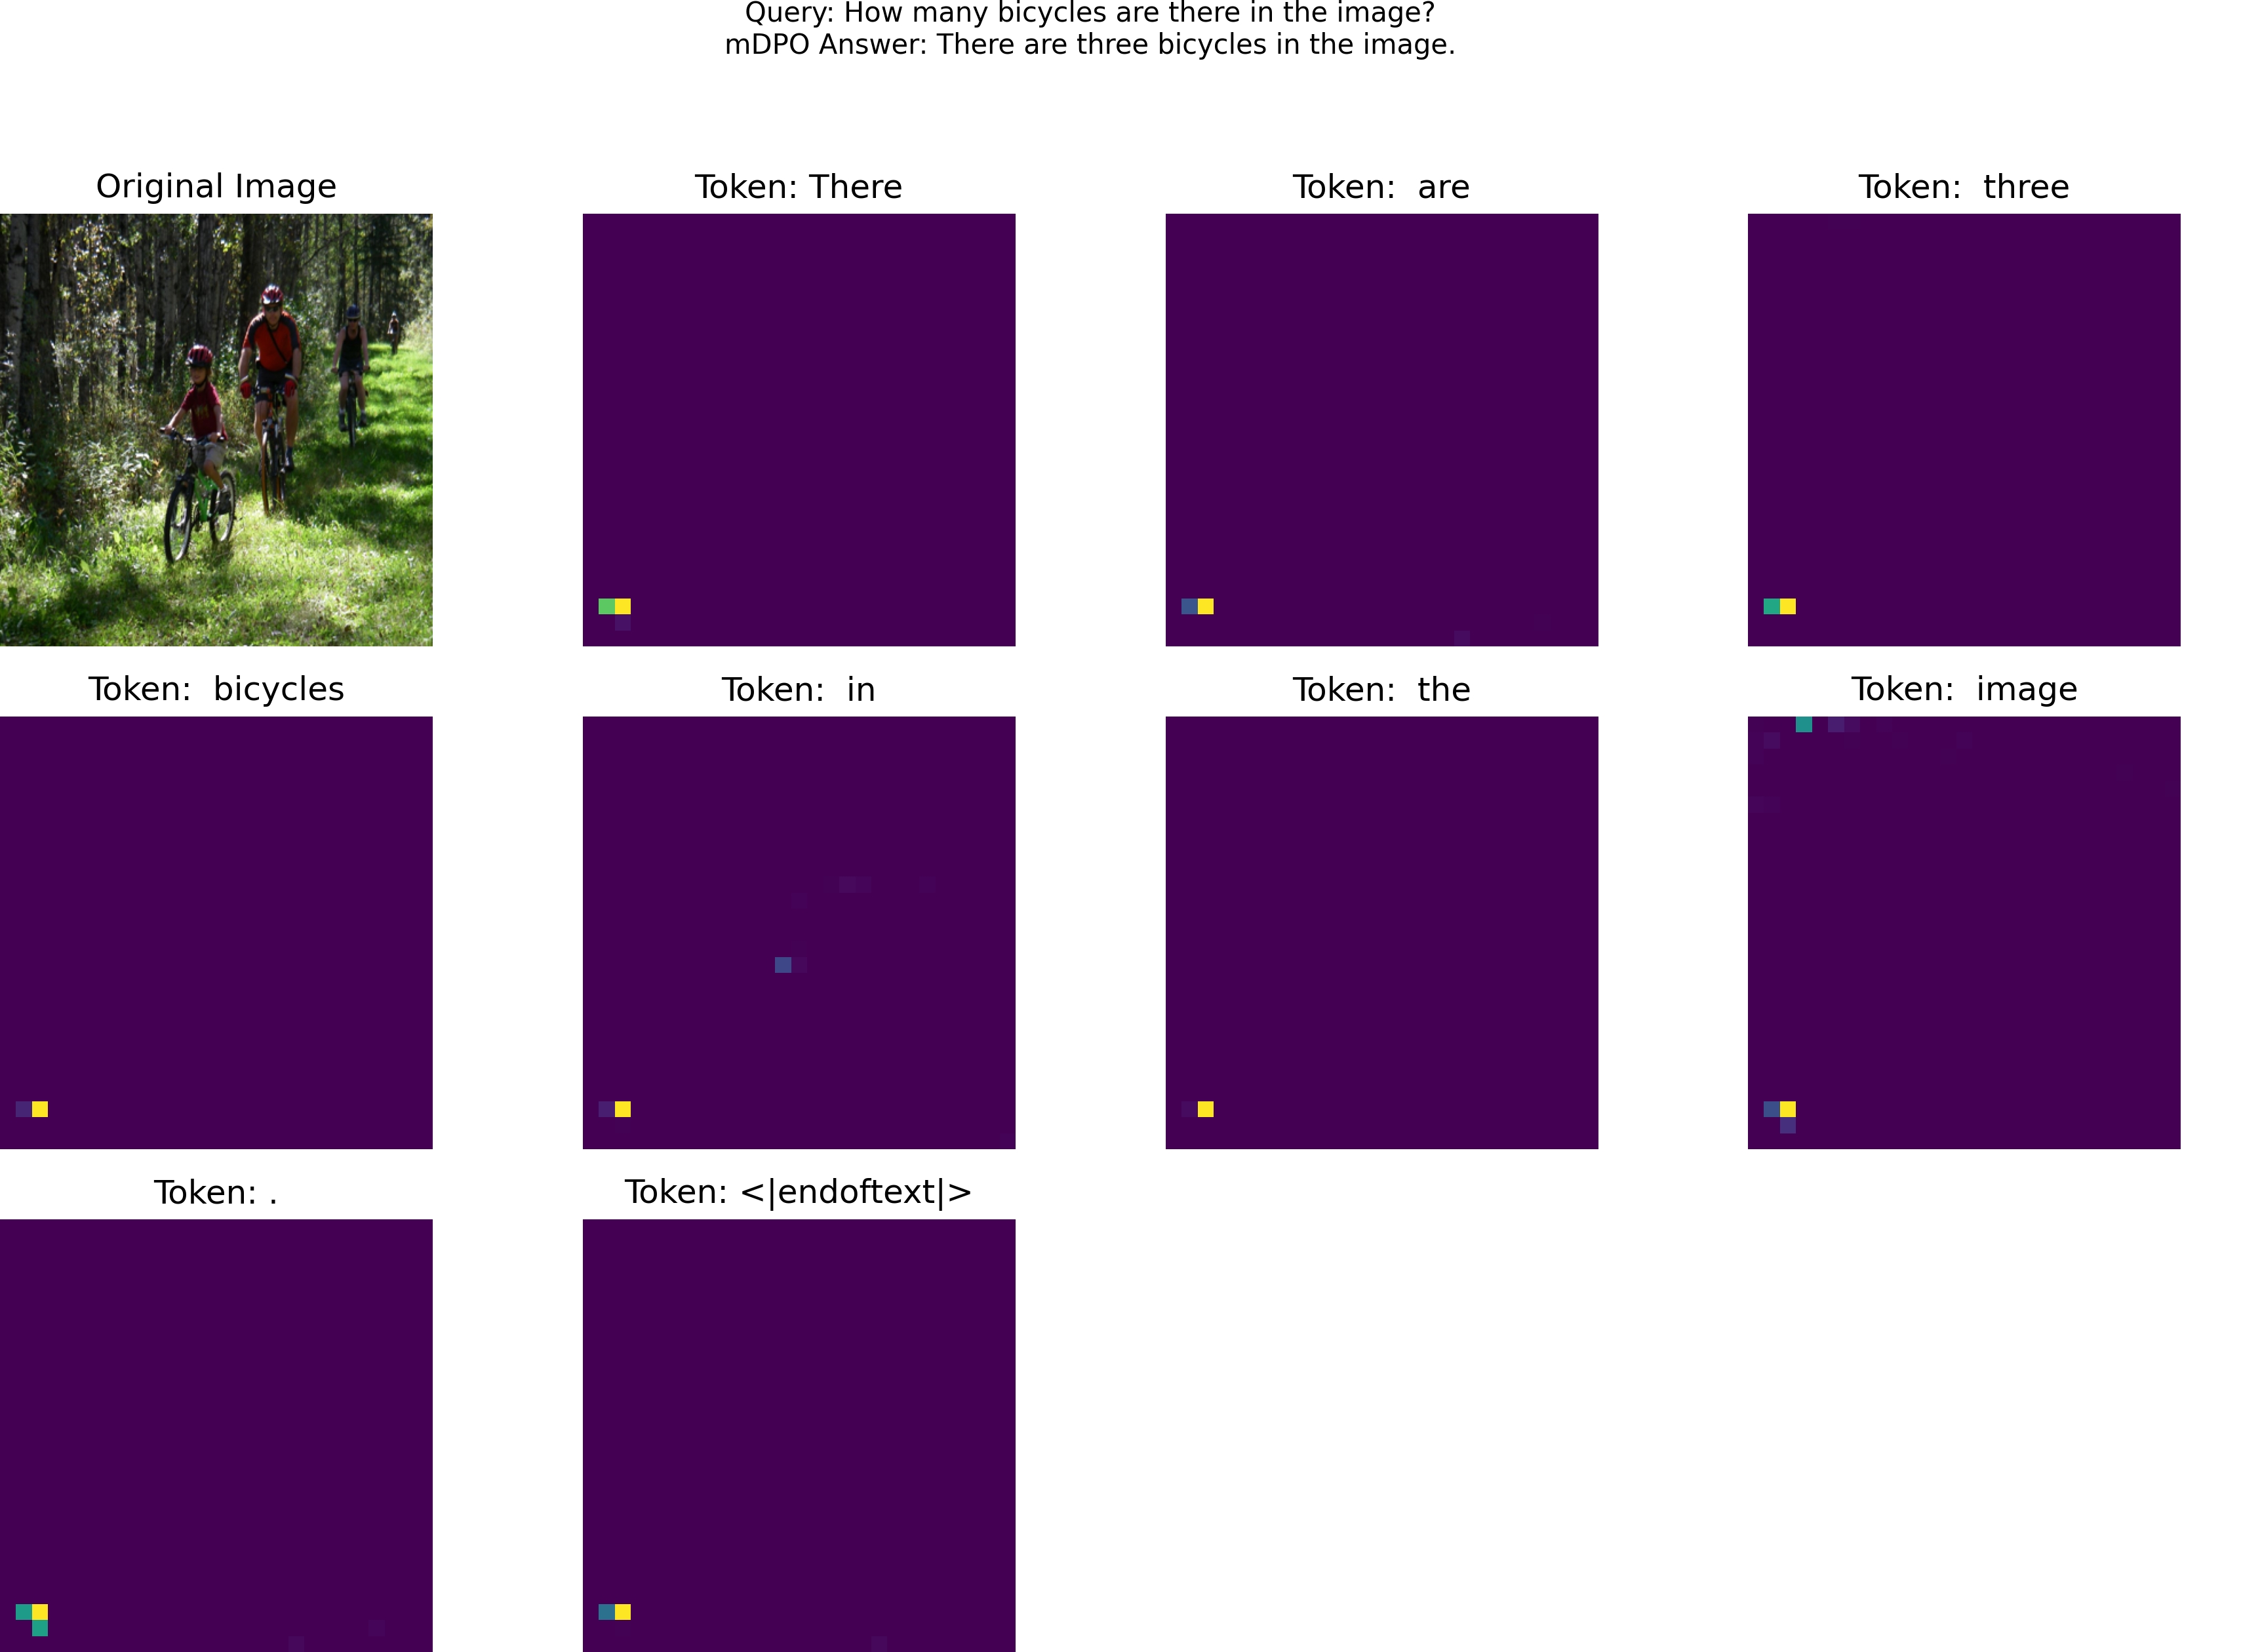 Query: How many bicycles are there in the image?
mDPO Answer: There are three bicycles in the image.
Original Image
Token: There
Token:  are
Token:  three
Token:  bicycles
Token:  in
Token:  the
Token:  image
Token: .
Token: <|endoftext|>